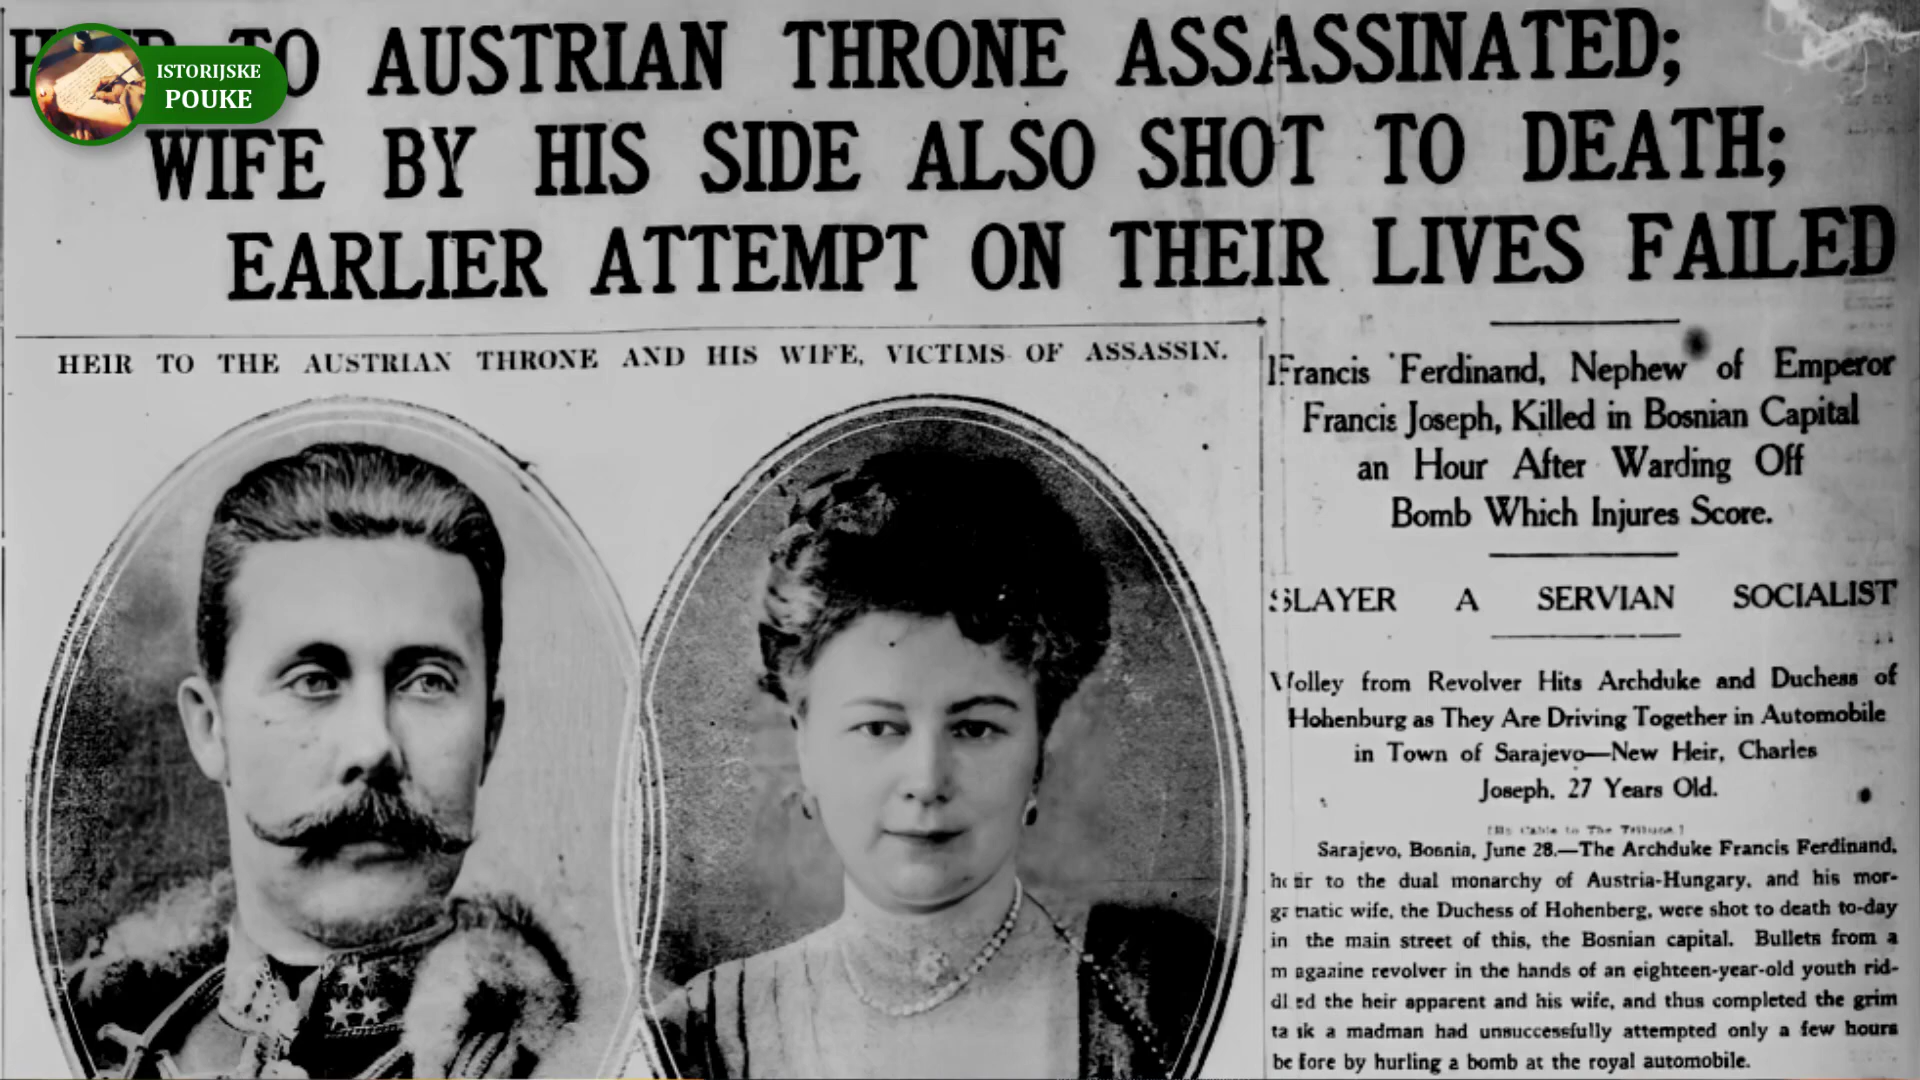 HEIR TO AUSTRIAN THRONE ASSASSINATED;
WIFE BY HIS SIDE ALSO SHOT TO DEATH;
EARLIER ATTEMPT ON THEIR LIVES FAILED
ISTORIJSKE
POUKE
HEIR TO THE AUSTRIAN THRONE AND HIS WIFE, VICTIMS OF ASSASSIN.
Francis Ferdinand, Nephew of Emperor
Francis Joseph, Killed in Bosnian Capital
an Hour After Warding Off
Bomb Which Injures Score.
SLAYER A SERVIAN SOCIALIST
Volley from Revolver Hits Archduke and Duchess of
Hohenburg as They Are Driving Together in Automobile
in Town of Sarajevo—New Heir, Charles
Joseph, 27 Years Old.
[By Cable to The Tribune.]
Sarajevo, Bosnia, June 28.—The Archduke Francis Ferdinand,
heir to the dual monarchy of Austria-Hungary, and his mor-
ganatic wife, the Duchess of Hohenberg, were shot to death to-day
in the main street of this, the Bosnian capital. Bullets from a
magazine revolver in the hands of an eighteen-year-old youth rid-
dled the heir apparent and his wife, and thus completed the grim
task a madman had unsuccessfully attempted only a few hours
before by hurling a bomb at the royal automobile.